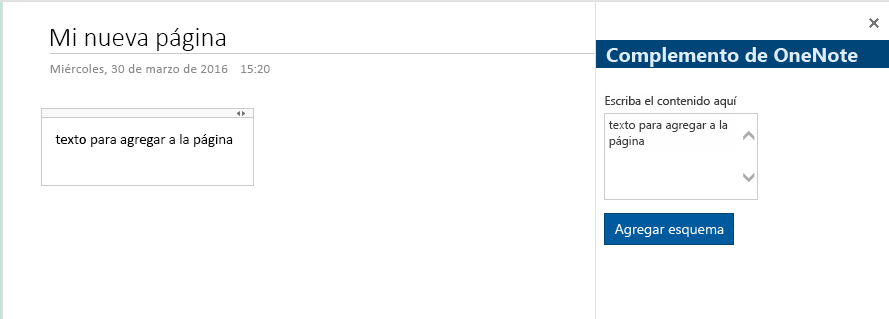 Mi nueva página
Miércoles, 30 de marzo de 2016 15:20
texto para agregar a la página
Complemento de OneNote
Escriba el contenido aquí
texto para agregar a la
página
Agregar esquema